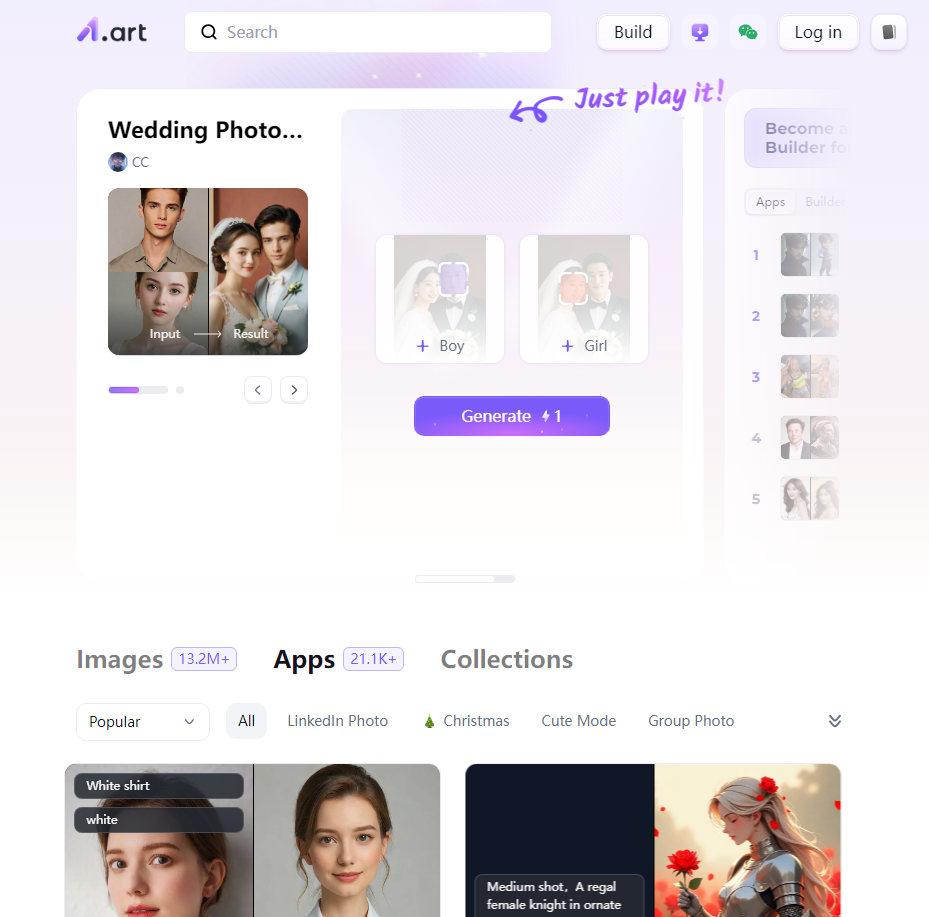 A.art
Search
Build
Log in
Just play it!
Wedding Photo...
CC
Input
Result
Boy
Girl
Generate 1
Become a
Builder fo
Apps
Builder
1
2
3
4
5
Images 13.2M+
Apps 21.1K+
Collections
Popular
All
LinkedIn Photo
Christmas
Cute Mode
Group Photo
White shirt
white
Medium shot，A regal
female knight in ornate